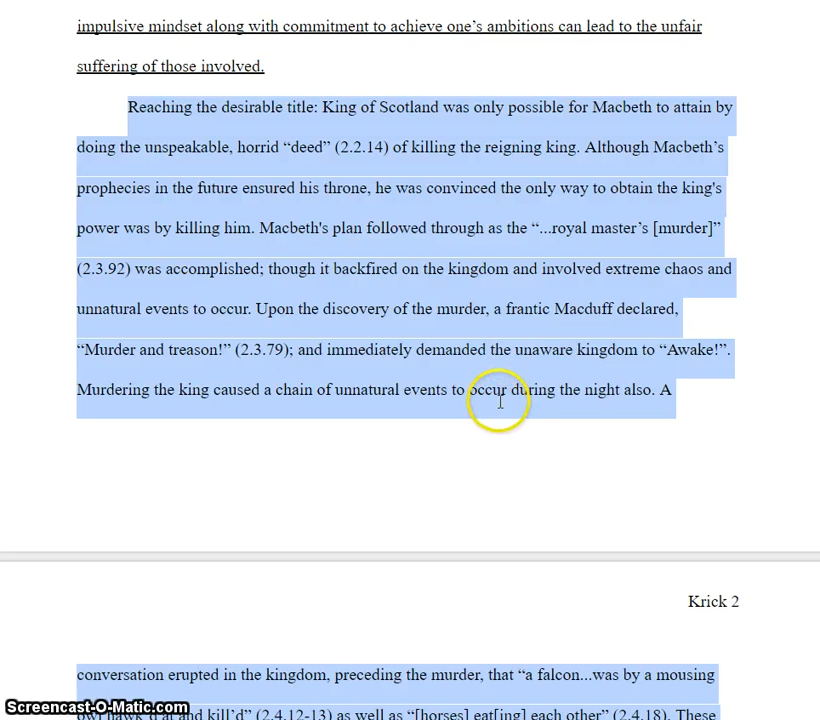 impulsive mindset along with commitment to achieve one’s ambitions can lead to the unfair
suffering of those involved.
Reaching the desirable title: King of Scotland was only possible for Macbeth to attain by
doing the unspeakable, horrid “deed” (2.2.14) of killing the reigning king. Although Macbeth’s
prophecies in the future ensured his throne, he was convinced the only way to obtain the king's
power was by killing him. Macbeth's plan followed through as the “...royal master’s [murder]”
(2.3.92) was accomplished; though it backfired on the kingdom and involved extreme chaos and
unnatural events to occur. Upon the discovery of the murder, a frantic Macduff declared,
“Murder and treason!” (2.3.79); and immediately demanded the unaware kingdom to “Awake!”.
Murdering the king caused a chain of unnatural events to occur during the night also. A
Krick 2
conversation erupted in the kingdom, preceding the murder, that “a falcon...was by a mousing
owl hawk’d at and kill’d” (2.4.12-13) as well as “[horses] eat[ing] each other” (2.4.18). These
Screencast-O-Matic.com